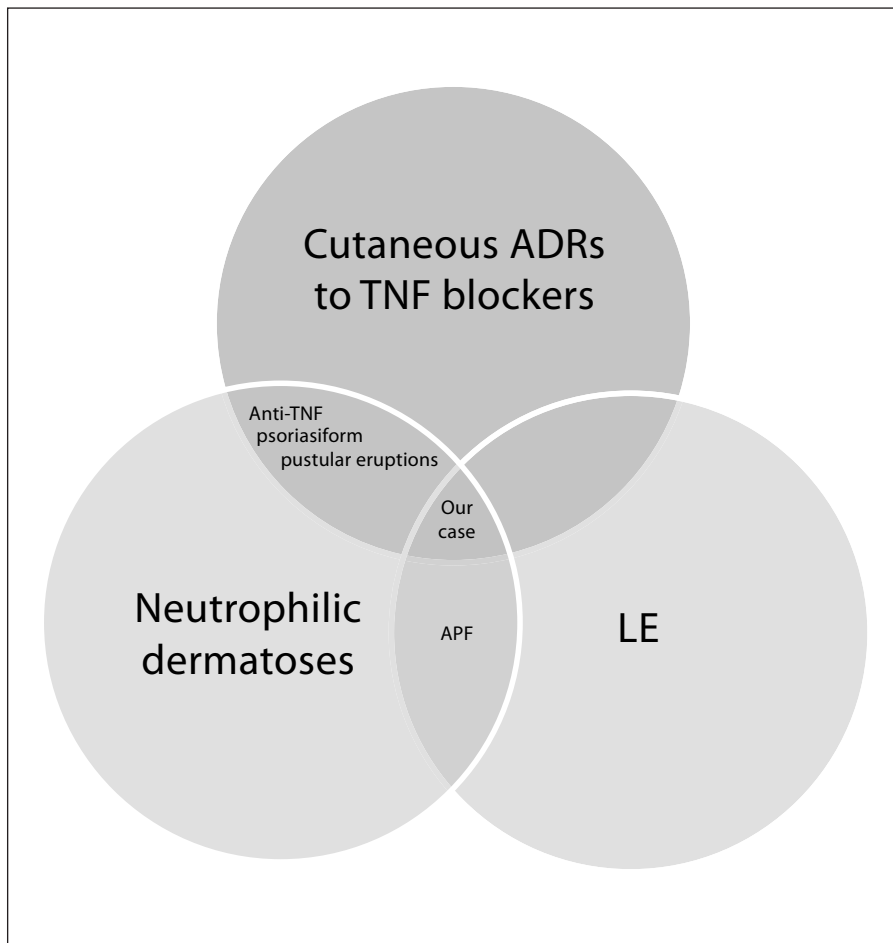 Cutaneous ADRs
to TNF blockers
Anti-TNF
psoriasiform
pustular eruptions
Our
case
Neutrophilic
dermatoses
APF
LE